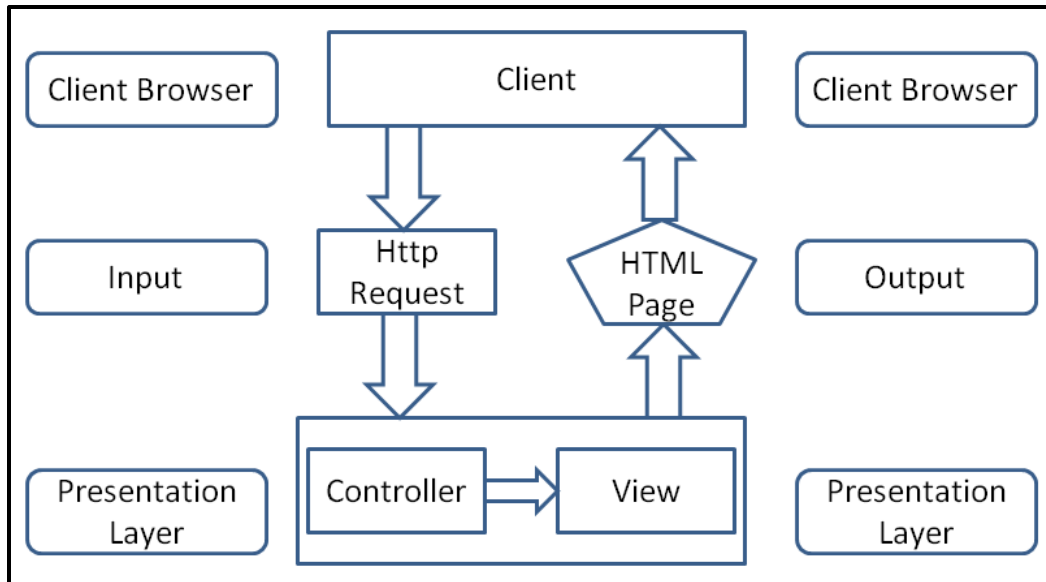 Client Browser
Client
Client Browser
Input
Http
Request
HTML
Page
Output
Presentation
Layer
Controller
View
Presentation
Layer